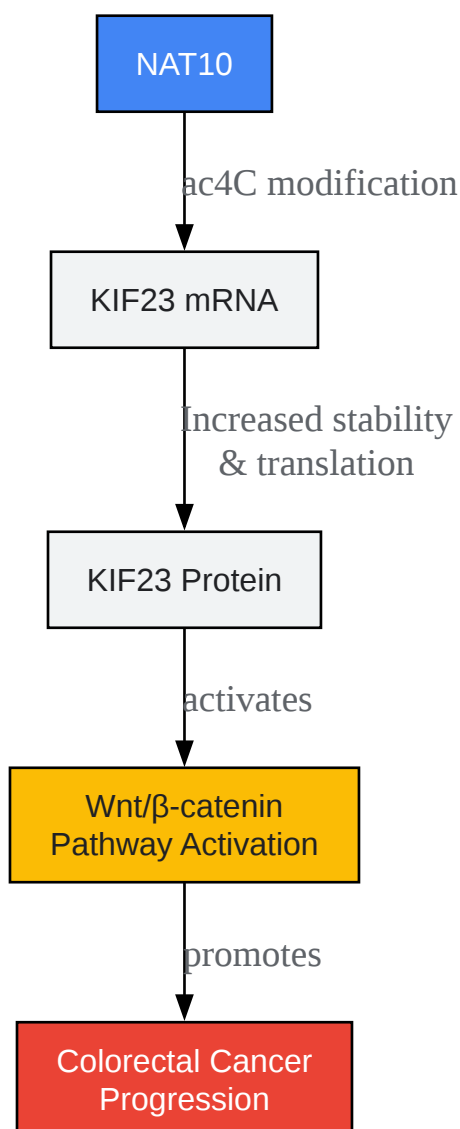 NAT10
ac4C modification
KIF23 mRNA
Increased stability
& translation
KIF23 Protein
activates
Wnt/β-catenin
Pathway Activation
promotes
Colorectal Cancer
Progression